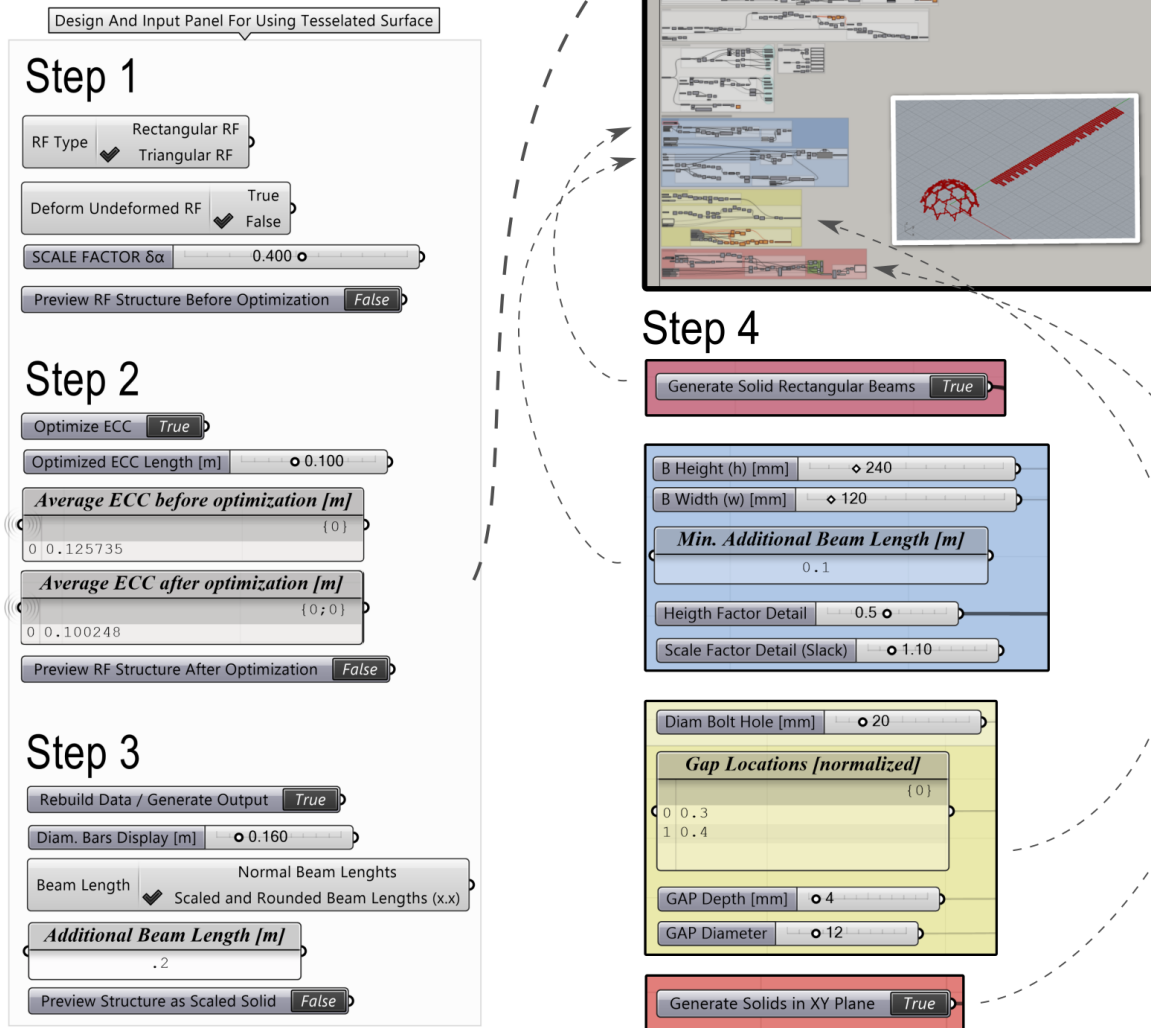 Design And Input Panel For Using Tesselated Surface
Step 1
RF Type
Rectangular RF
Triangular RF
Deform Undeformed RF
True
False
SCALE FACTOR δα 0.400
Preview RF Structure Before Optimization False
Step 2
Optimize ECC True
Optimized ECC Length [m] 0.100
Average ECC before optimization [m]
{0}
0 0.125735
Average ECC after optimization [m]
{0;0}
0 0.100248
Preview RF Structure After Optimization False
Step 3
Rebuild Data / Generate Output True
Diam. Bars Display [m] 0.160
Beam Length
Normal Beam Lenghts
Scaled and Rounded Beam Lengths (x.x)
Additional Beam Length [m]
.2
Preview Structure as Scaled Solid False
Step 4
Generate Solid Rectangular Beams True
B Height (h) [mm] 240
B Width (w) [mm] 120
Min. Additional Beam Length [m]
0.1
Heigth Factor Detail 0.5
Scale Factor Detail (Slack) 1.10
Diam Bolt Hole [mm] 20
Gap Locations [normalized]
{0}
0 0.3
1 0.4
GAP Depth [mm] 4
GAP Diameter 12
Generate Solids in XY Plane True